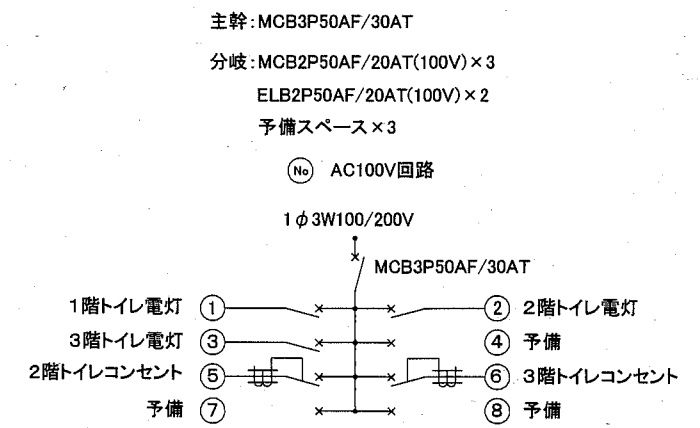 主幹:MCB3P50AF/30AT
分岐:MCB2P50AF/20AT(100V)×3
ELB2P50AF/20AT(100V)×2
予備スペース×3
No AC100V回路
1φ3W100/200V
MCB3P50AF/30AT
1階トイレ電灯 ① ② 2階トイレ電灯
3階トイレ電灯 ③ ④ 予備
2階トイレコンセント ⑤ ⑥ 3階トイレコンセント
予備 ⑦ ⑧ 予備